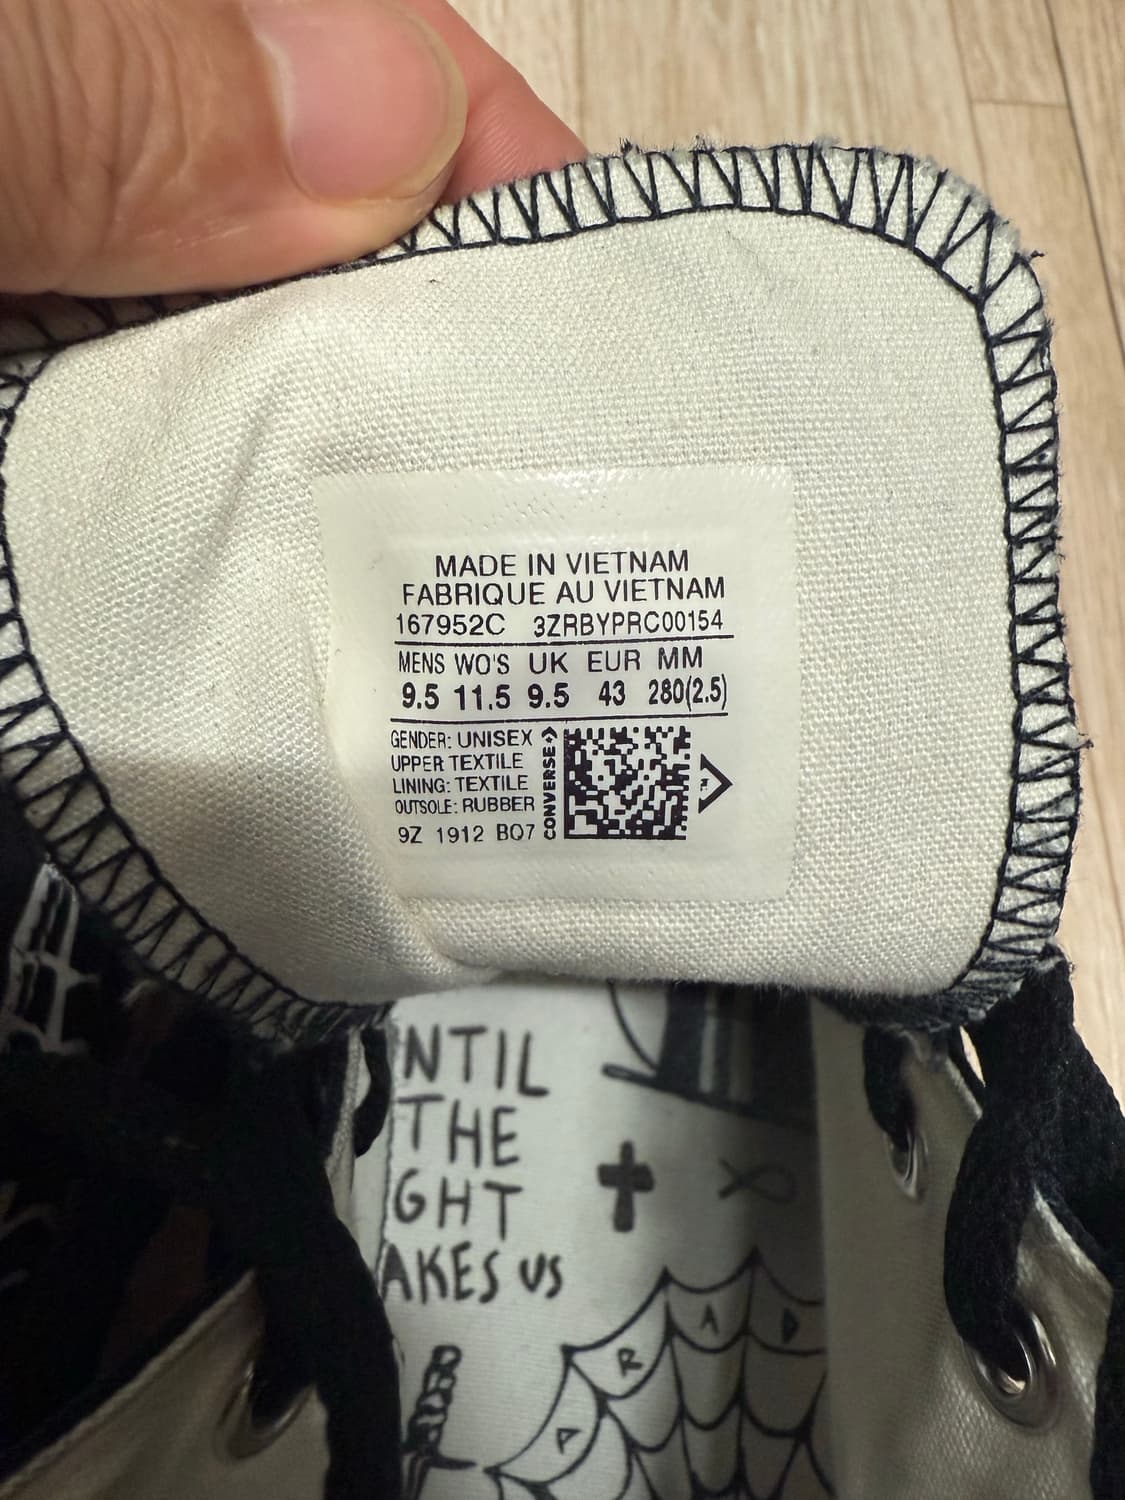 MADE IN VIETNAM
FABRIQUE AU VIETNAM
167952C 3ZRBYPRC00154
MENS WO'S UK EUR MM
9.5 11.5 9.5 43 280(2.5)
GENDER: UNISEX
UPPER TEXTILE
LINING: TEXTILE
OUTSOLE: RUBBER
9Z 1912 BQ7
CONVERSE
NTIL
THE
GHT
AKES US
P A R A D